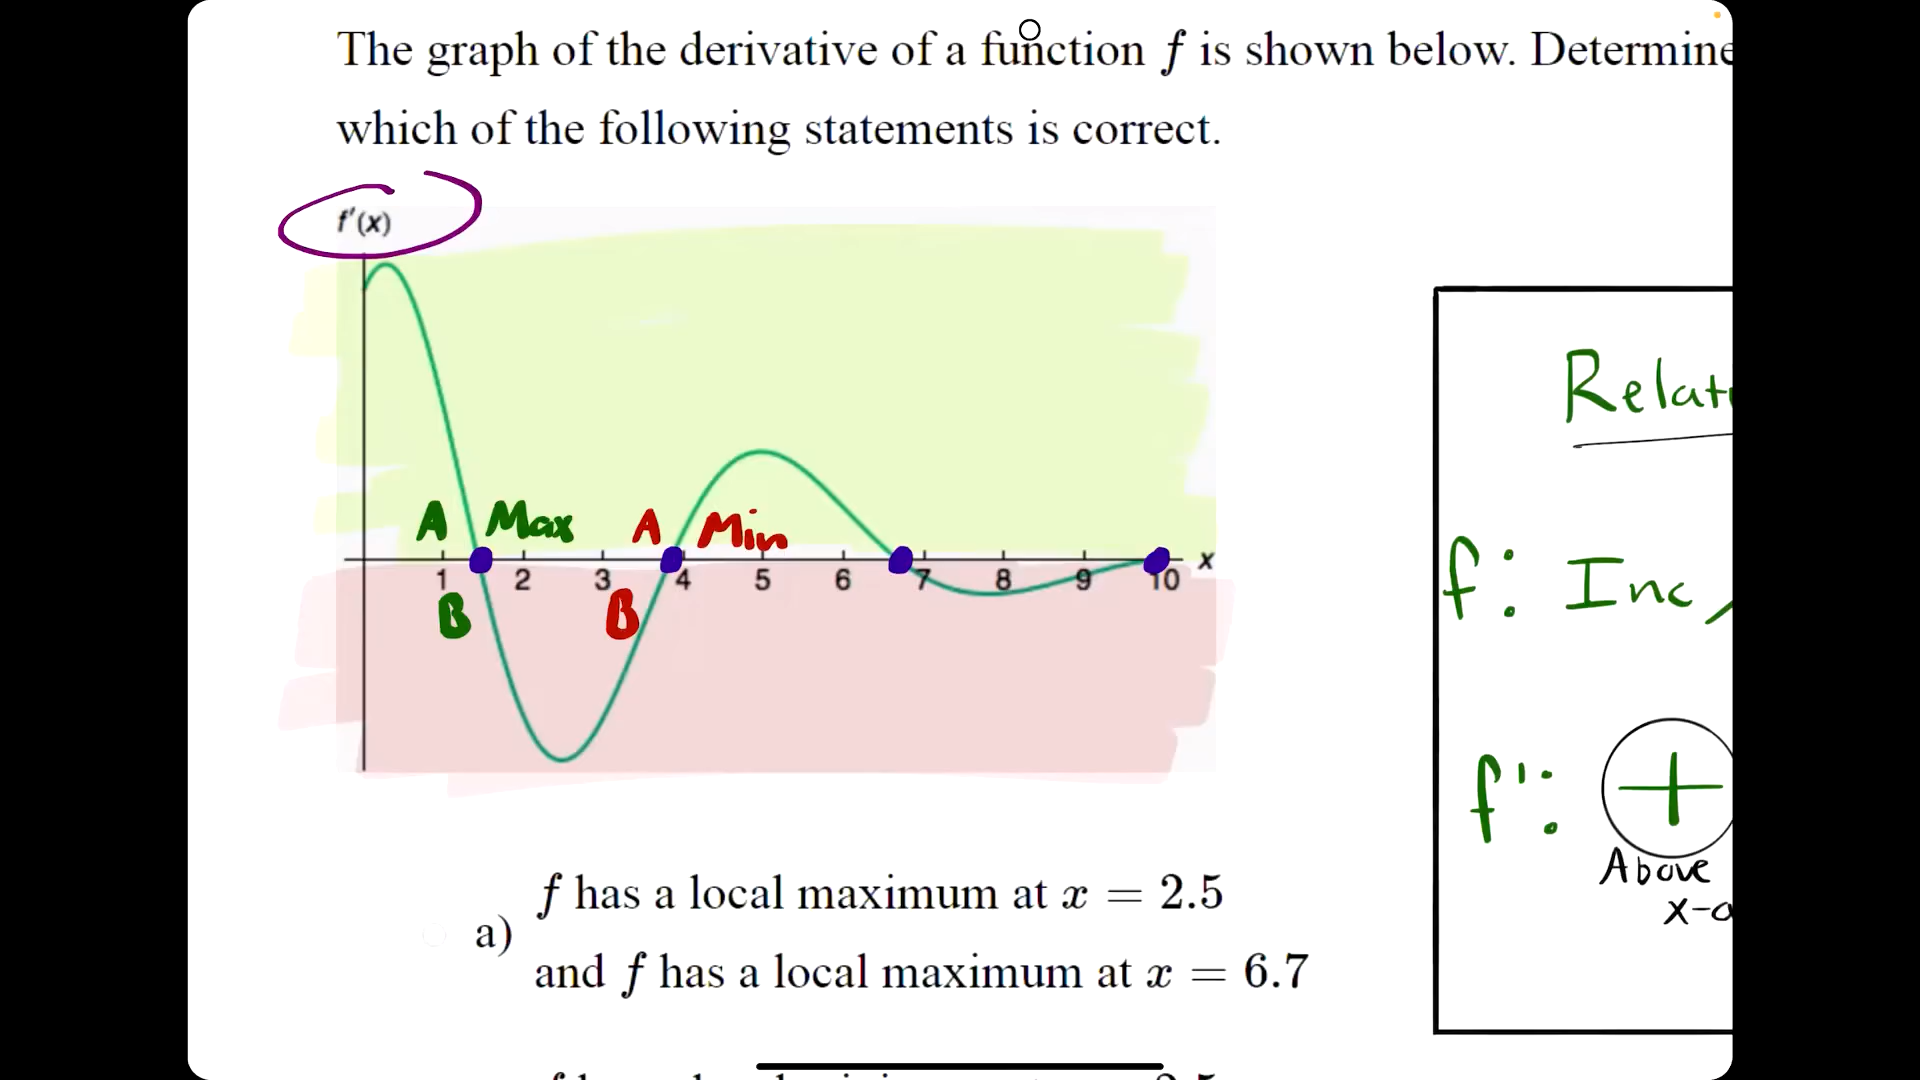 The graph of the derivative of a function f is shown below. Determine
which of the following statements is correct.
f'(x)
A Max A Min
x
1 2 3 4 5 6 7 8 9 10
B B
Relat
f: Inc
f':
+
Above
x-a
f has a local maximum at x = 2.5
a)
and f has a local maximum at x = 6.7